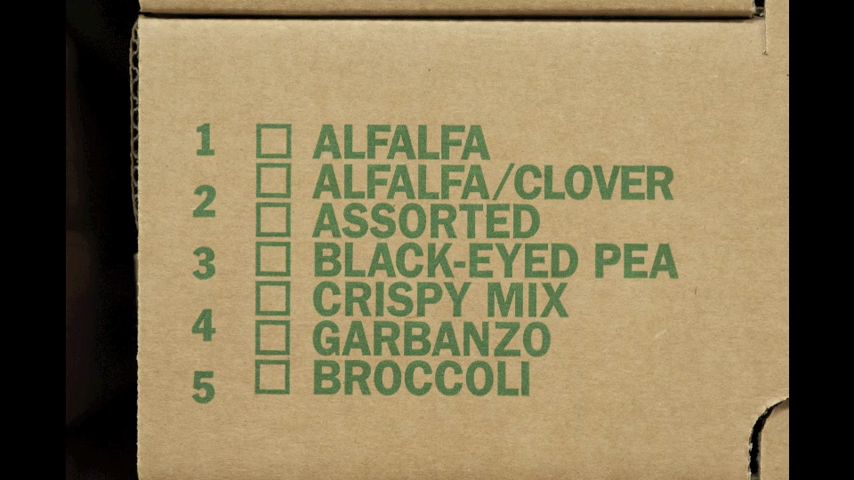 1
2
3
4
5
ALFALFA
ALFALFA/CLOVER
ASSORTED
BLACK-EYED PEA
CRISPY MIX
GARBANZO
BROCCOLI